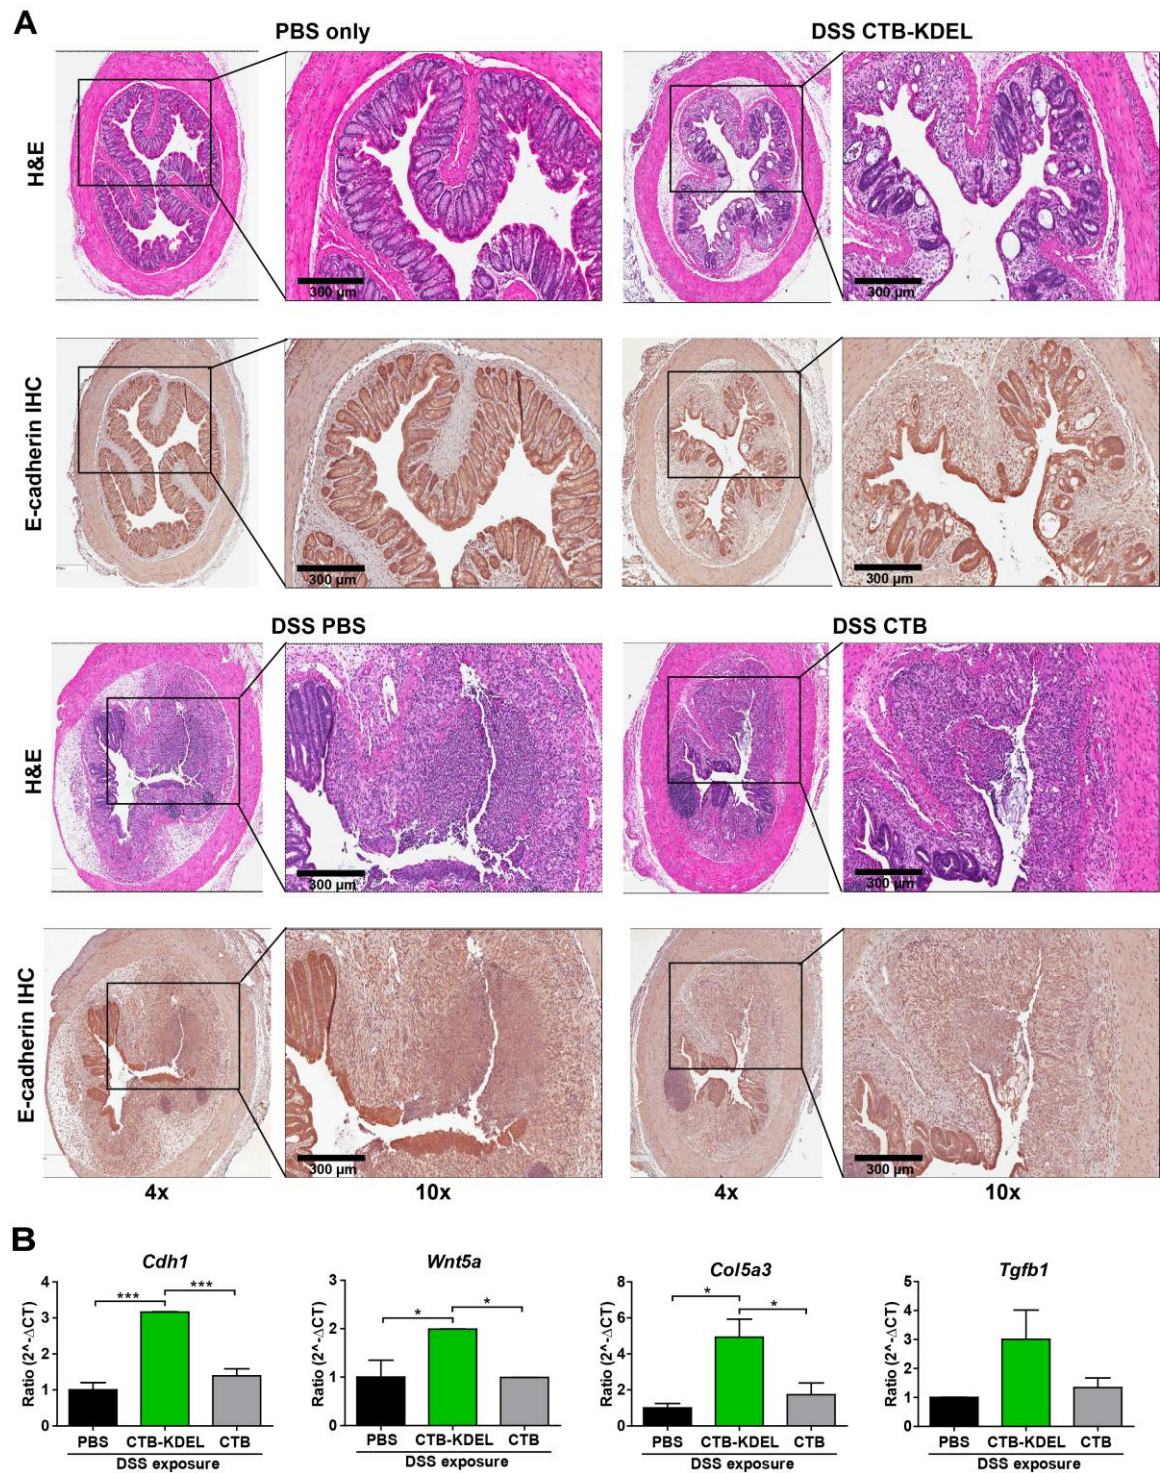 A
PBS only
DSS CTB-KDEL
H&E
300 µm
300 µm
E-cadherin IHC
300 µm
300 µm
DSS PBS
DSS CTB
H&E
300 µm
300 µm
E-cadherin IHC
300 µm
300 µm
4x
10x
4x
10x
B
Cdh1
Ratio (2^-ΔCT)
4
3
2
1
0
***
***
PBS
CTB-KDEL
CTB
DSS exposure
Wnt5a
Ratio (2^-ΔCT)
3
2
1
0
*
*
PBS
CTB-KDEL
CTB
DSS exposure
Col5a3
Ratio (2^-ΔCT)
8
6
4
2
0
*
*
PBS
CTB-KDEL
CTB
DSS exposure
Tgfb1
Ratio (2^-ΔCT)
5
4
3
2
1
0
PBS
CTB-KDEL
CTB
DSS exposure